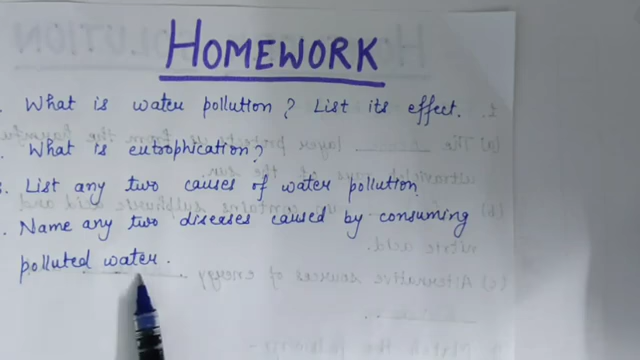 HOMEWORK
. What is water pollution? List its effect.
. What is eutrophication?
3. List any two causes of water pollution
. Name any two diseases caused by consuming
polluted water.